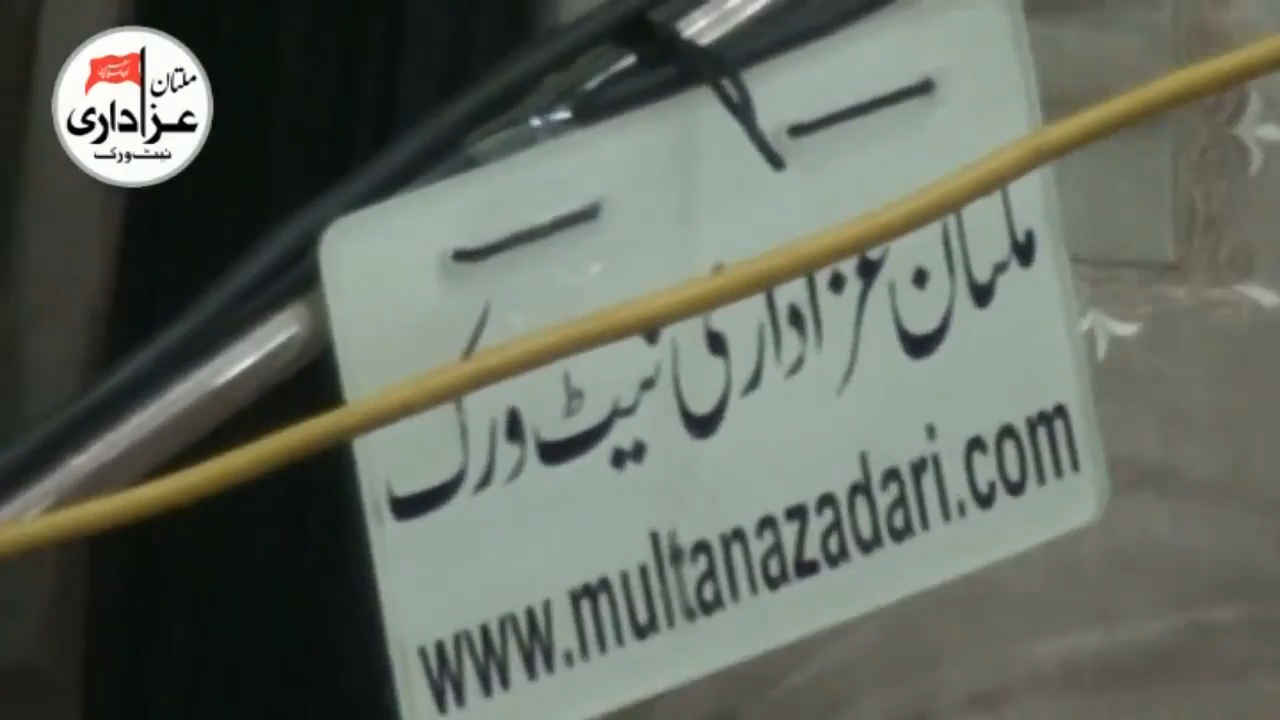 ملتان
عزاداری
نیٹ ورک
ملتان عزاداری نیٹ ورک
www.multanazadari.com